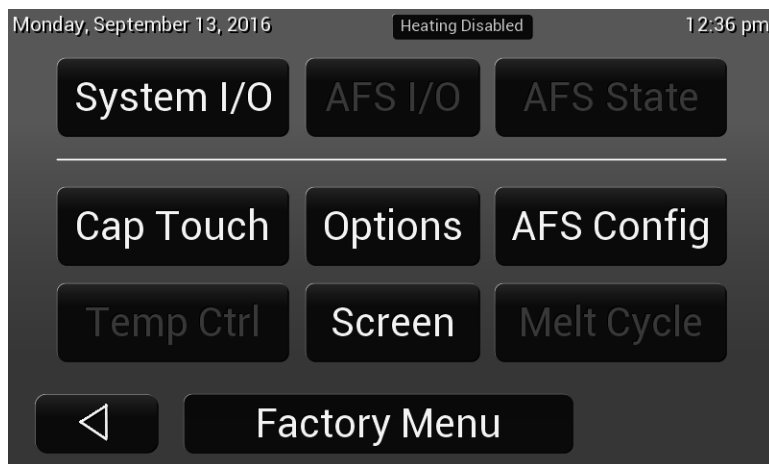 Monday, September 13, 2016 Heating Disabled 12:36 pm
System I/O AFS I/O AFS State
Cap Touch Options AFS Config
Temp Ctrl Screen Melt Cycle
Factory Menu